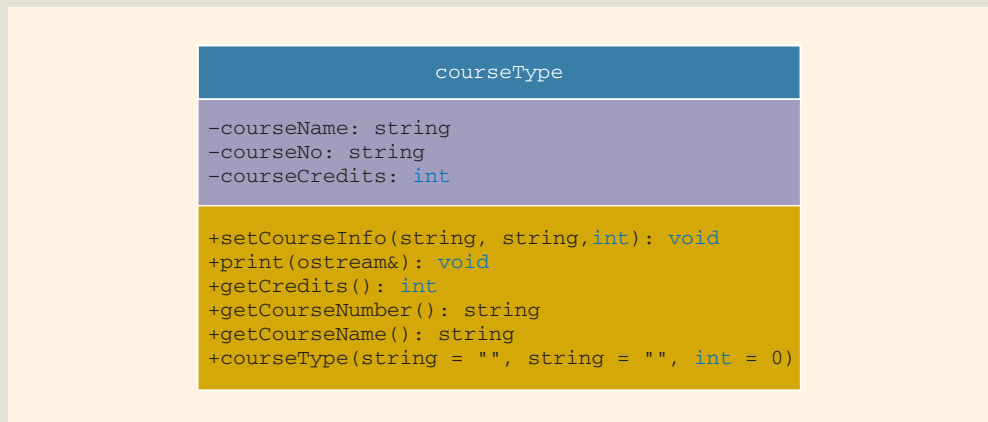 courseType
-courseName: string
-courseNo: string
-courseCredits: int
+setCourseInfo(string, string,int): void
+print(ostream&): void
+getCredits(): int
+getCourseNumber(): string
+getCourseName(): string
+courseType(string = "", string = "", int = 0)